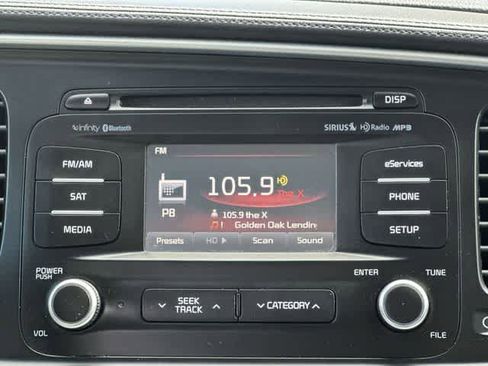 DISP
infinity Bluetooth
SIRIUS HD Radio MP3
FM/AM
SAT
MEDIA
FM
105.9 HD
The X
P8
105.9 the X
Golden Oak Lendin
Presets HD Scan Sound
eServices
PHONE
SETUP
POWER
PUSH
VOL
SEEK
TRACK
CATEGORY
ENTER
TUNE
FILE